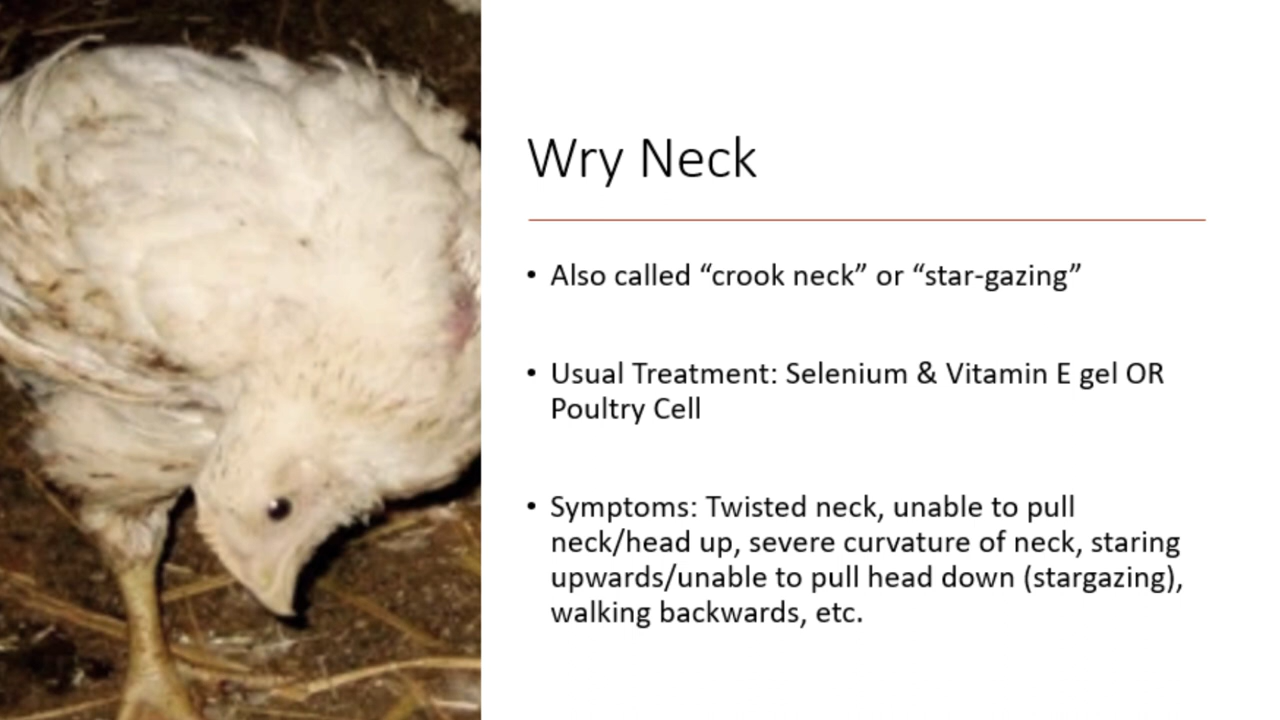 Wry Neck
• Also called “crook neck” or “star-gazing”
• Usual Treatment: Selenium & Vitamin E gel OR
Poultry Cell
• Symptoms: Twisted neck, unable to pull
neck/head up, severe curvature of neck, staring
upwards/unable to pull head down (stargazing),
walking backwards, etc.